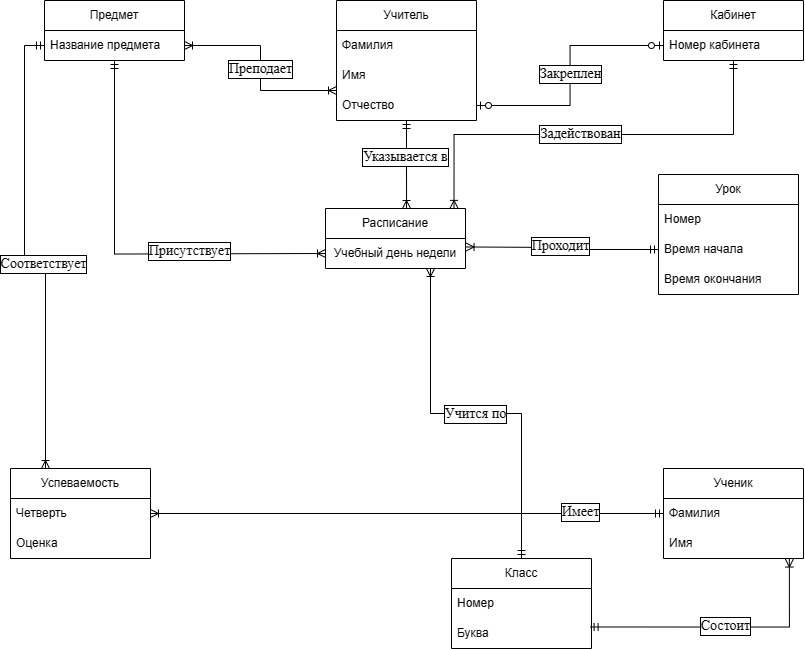 Предмет
Название предмета
Учитель
Фамилия
Имя
Отчество
Кабинет
Номер кабинета
Преподает
Закреплен
Задействован
Указывается в
Урок
Номер
Время начала
Время окончания
Расписание
Учебный день недели
Присутствует
Проходит
Соответствует
Учится по
Успеваемость
Четверть
Оценка
Имеет
Ученик
Фамилия
Имя
Класс
Номер
Буква
Состоит